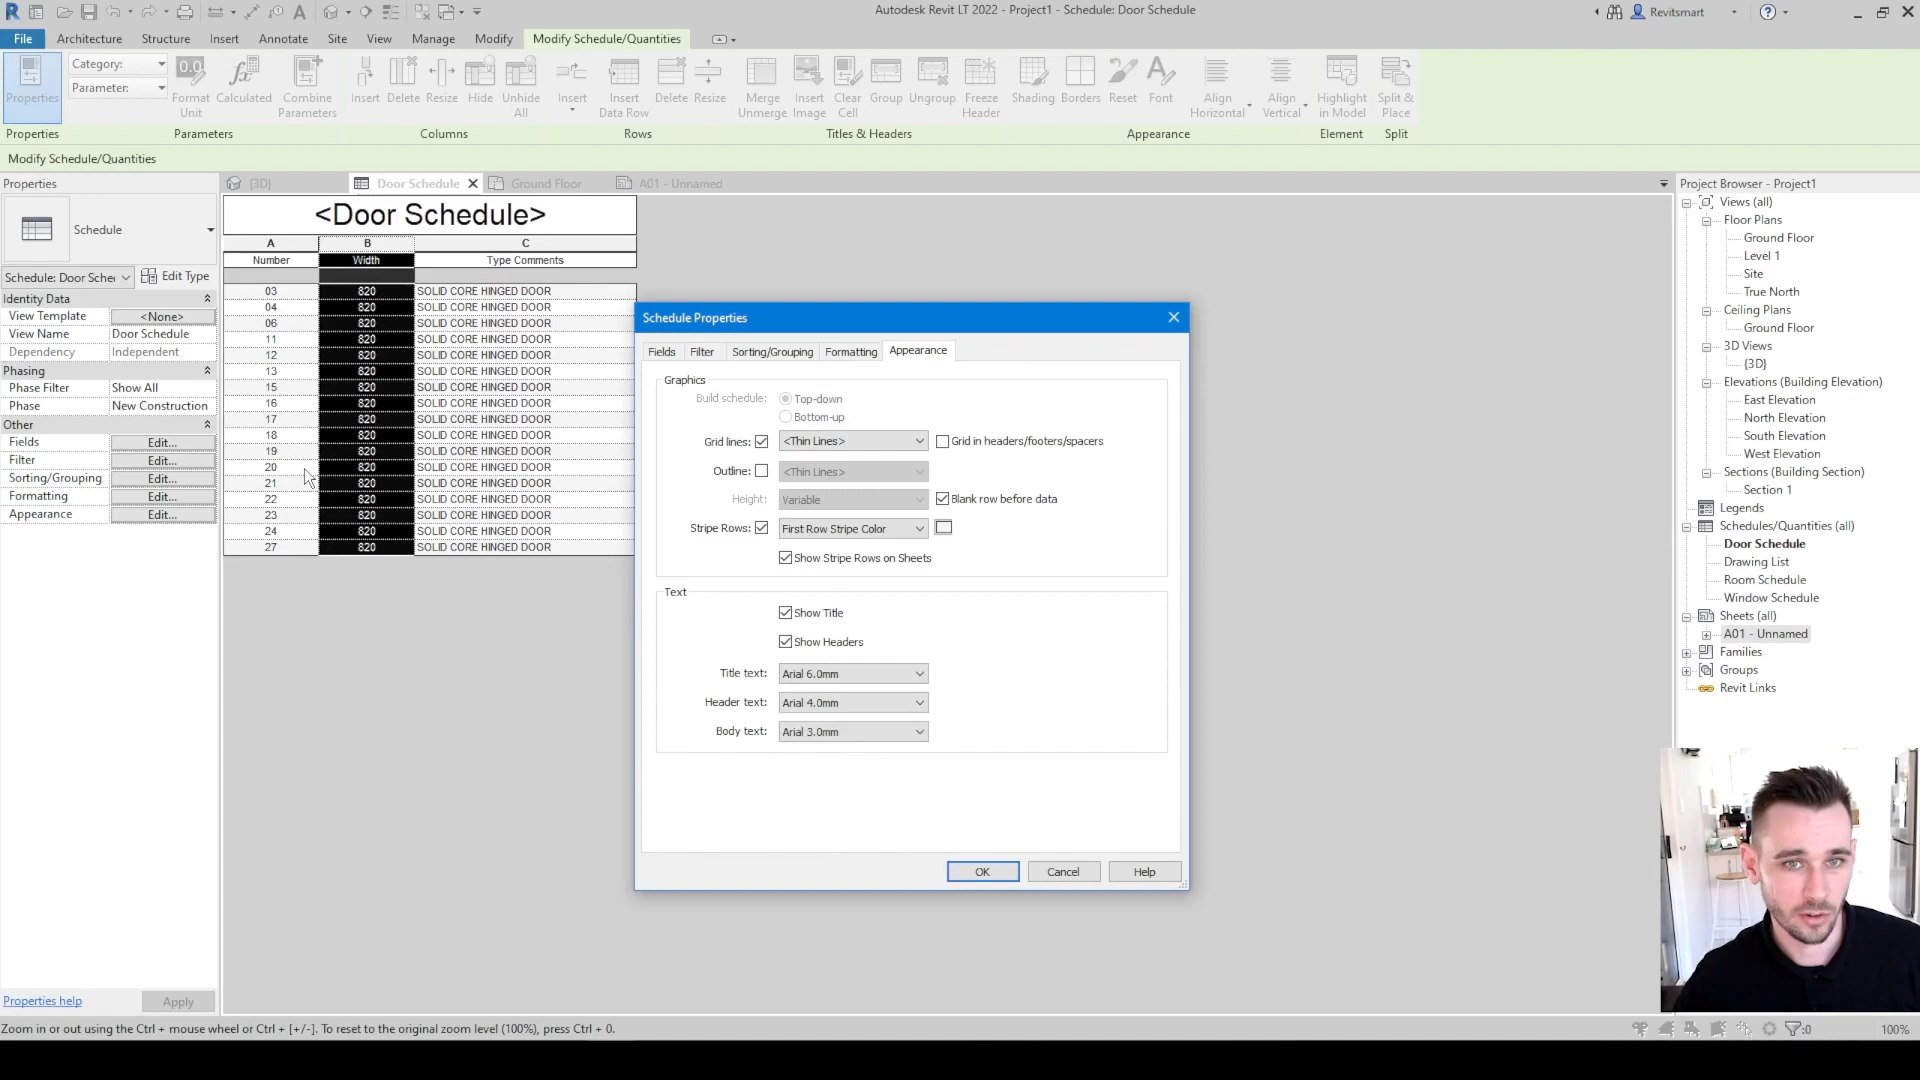 Autodesk Revit LT 2022 - Project1 - Schedule: Door Schedule
Revitsmart
File Architecture Structure Insert Annotate Site View Manage Modify Modify Schedule/Quantities
Category:
Parameter:
Properties
Format Unit
Calculated
Combine Parameters
Insert Delete Resize Hide Unhide All
Insert
Insert Data Row
Delete Resize
Merge Unmerge
Insert Image
Clear Cell
Group Ungroup
Freeze Header
Shading Borders Reset Font
Align Horizontal
Align Vertical
Highlight in Model
Split & Place
Properties Parameters Columns Rows Titles & Headers Appearance Element Split
Modify Schedule/Quantities
Properties
Schedule
Schedule: Door Sche
Edit Type
Identity Data
View Template <None>
View Name Door Schedule
Dependency Independent
Phasing
Phase Filter Show All
Phase New Construction
Other
Fields Edit...
Filter Edit...
Sorting/Grouping Edit...
Formatting Edit...
Appearance Edit...
Properties help
Apply
{3D} Door Schedule Ground Floor A01 - Unnamed
<Door Schedule>
A B C
Number Width Type Comments
03 820 SOLID CORE HINGED DOOR
04 820 SOLID CORE HINGED DOOR
06 820 SOLID CORE HINGED DOOR
11 820 SOLID CORE HINGED DOOR
12 820 SOLID CORE HINGED DOOR
13 820 SOLID CORE HINGED DOOR
15 820 SOLID CORE HINGED DOOR
16 820 SOLID CORE HINGED DOOR
17 820 SOLID CORE HINGED DOOR
18 820 SOLID CORE HINGED DOOR
19 820 SOLID CORE HINGED DOOR
20 820 SOLID CORE HINGED DOOR
21 820 SOLID CORE HINGED DOOR
22 820 SOLID CORE HINGED DOOR
23 820 SOLID CORE HINGED DOOR
24 820 SOLID CORE HINGED DOOR
27 820 SOLID CORE HINGED DOOR
Schedule Properties
Fields Filter Sorting/Grouping Formatting Appearance
Graphics
Build schedule: Top-down
Bottom-up
Grid lines: <Thin Lines> Grid in headers/footers/spacers
Outline: <Thin Lines>
Height: Variable Blank row before data
Stripe Rows: First Row Stripe Color
Show Stripe Rows on Sheets
Text
Show Title
Show Headers
Title text: Arial 6.0mm
Header text: Arial 4.0mm
Body text: Arial 3.0mm
OK Cancel Help
Project Browser - Project1
Views (all)
Floor Plans
Ground Floor
Level 1
Site
True North
Ceiling Plans
Ground Floor
3D Views
{3D}
Elevations (Building Elevation)
East Elevation
North Elevation
South Elevation
West Elevation
Sections (Building Section)
Section 1
Legends
Schedules/Quantities (all)
Door Schedule
Drawing List
Room Schedule
Window Schedule
Sheets (all)
A01 - Unnamed
Families
Groups
Revit Links
Zoom in or out using the Ctrl + mouse wheel or Ctrl + [+/-]. To reset to the original zoom level (100%), press Ctrl + 0.
:0
100%